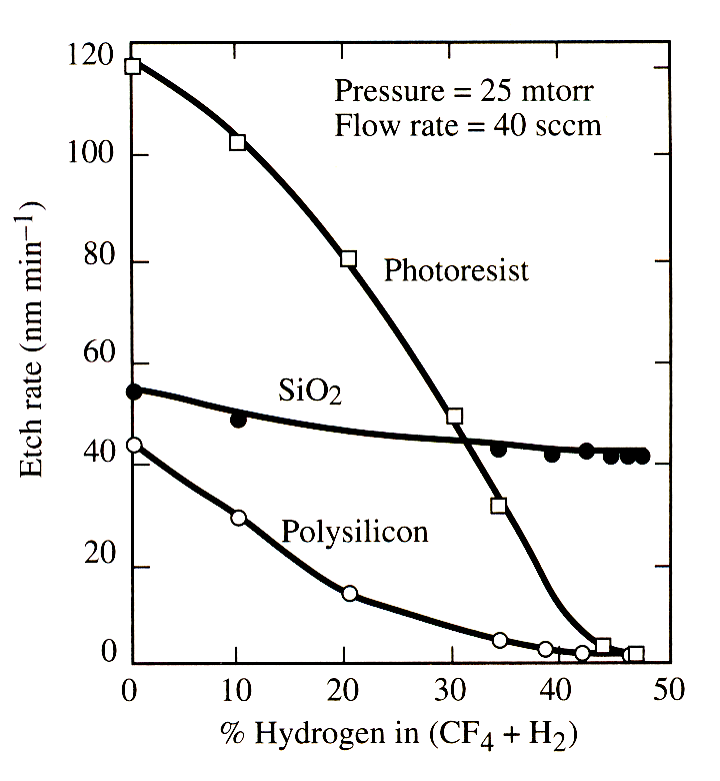 120
100
80
60
40
20
0
Etch rate (nm min⁻¹)
Pressure = 25 mtorr
Flow rate = 40 sccm
Photoresist
SiO₂
Polysilicon
0 10 20 30 40 50
% Hydrogen in (CF₄ + H₂)